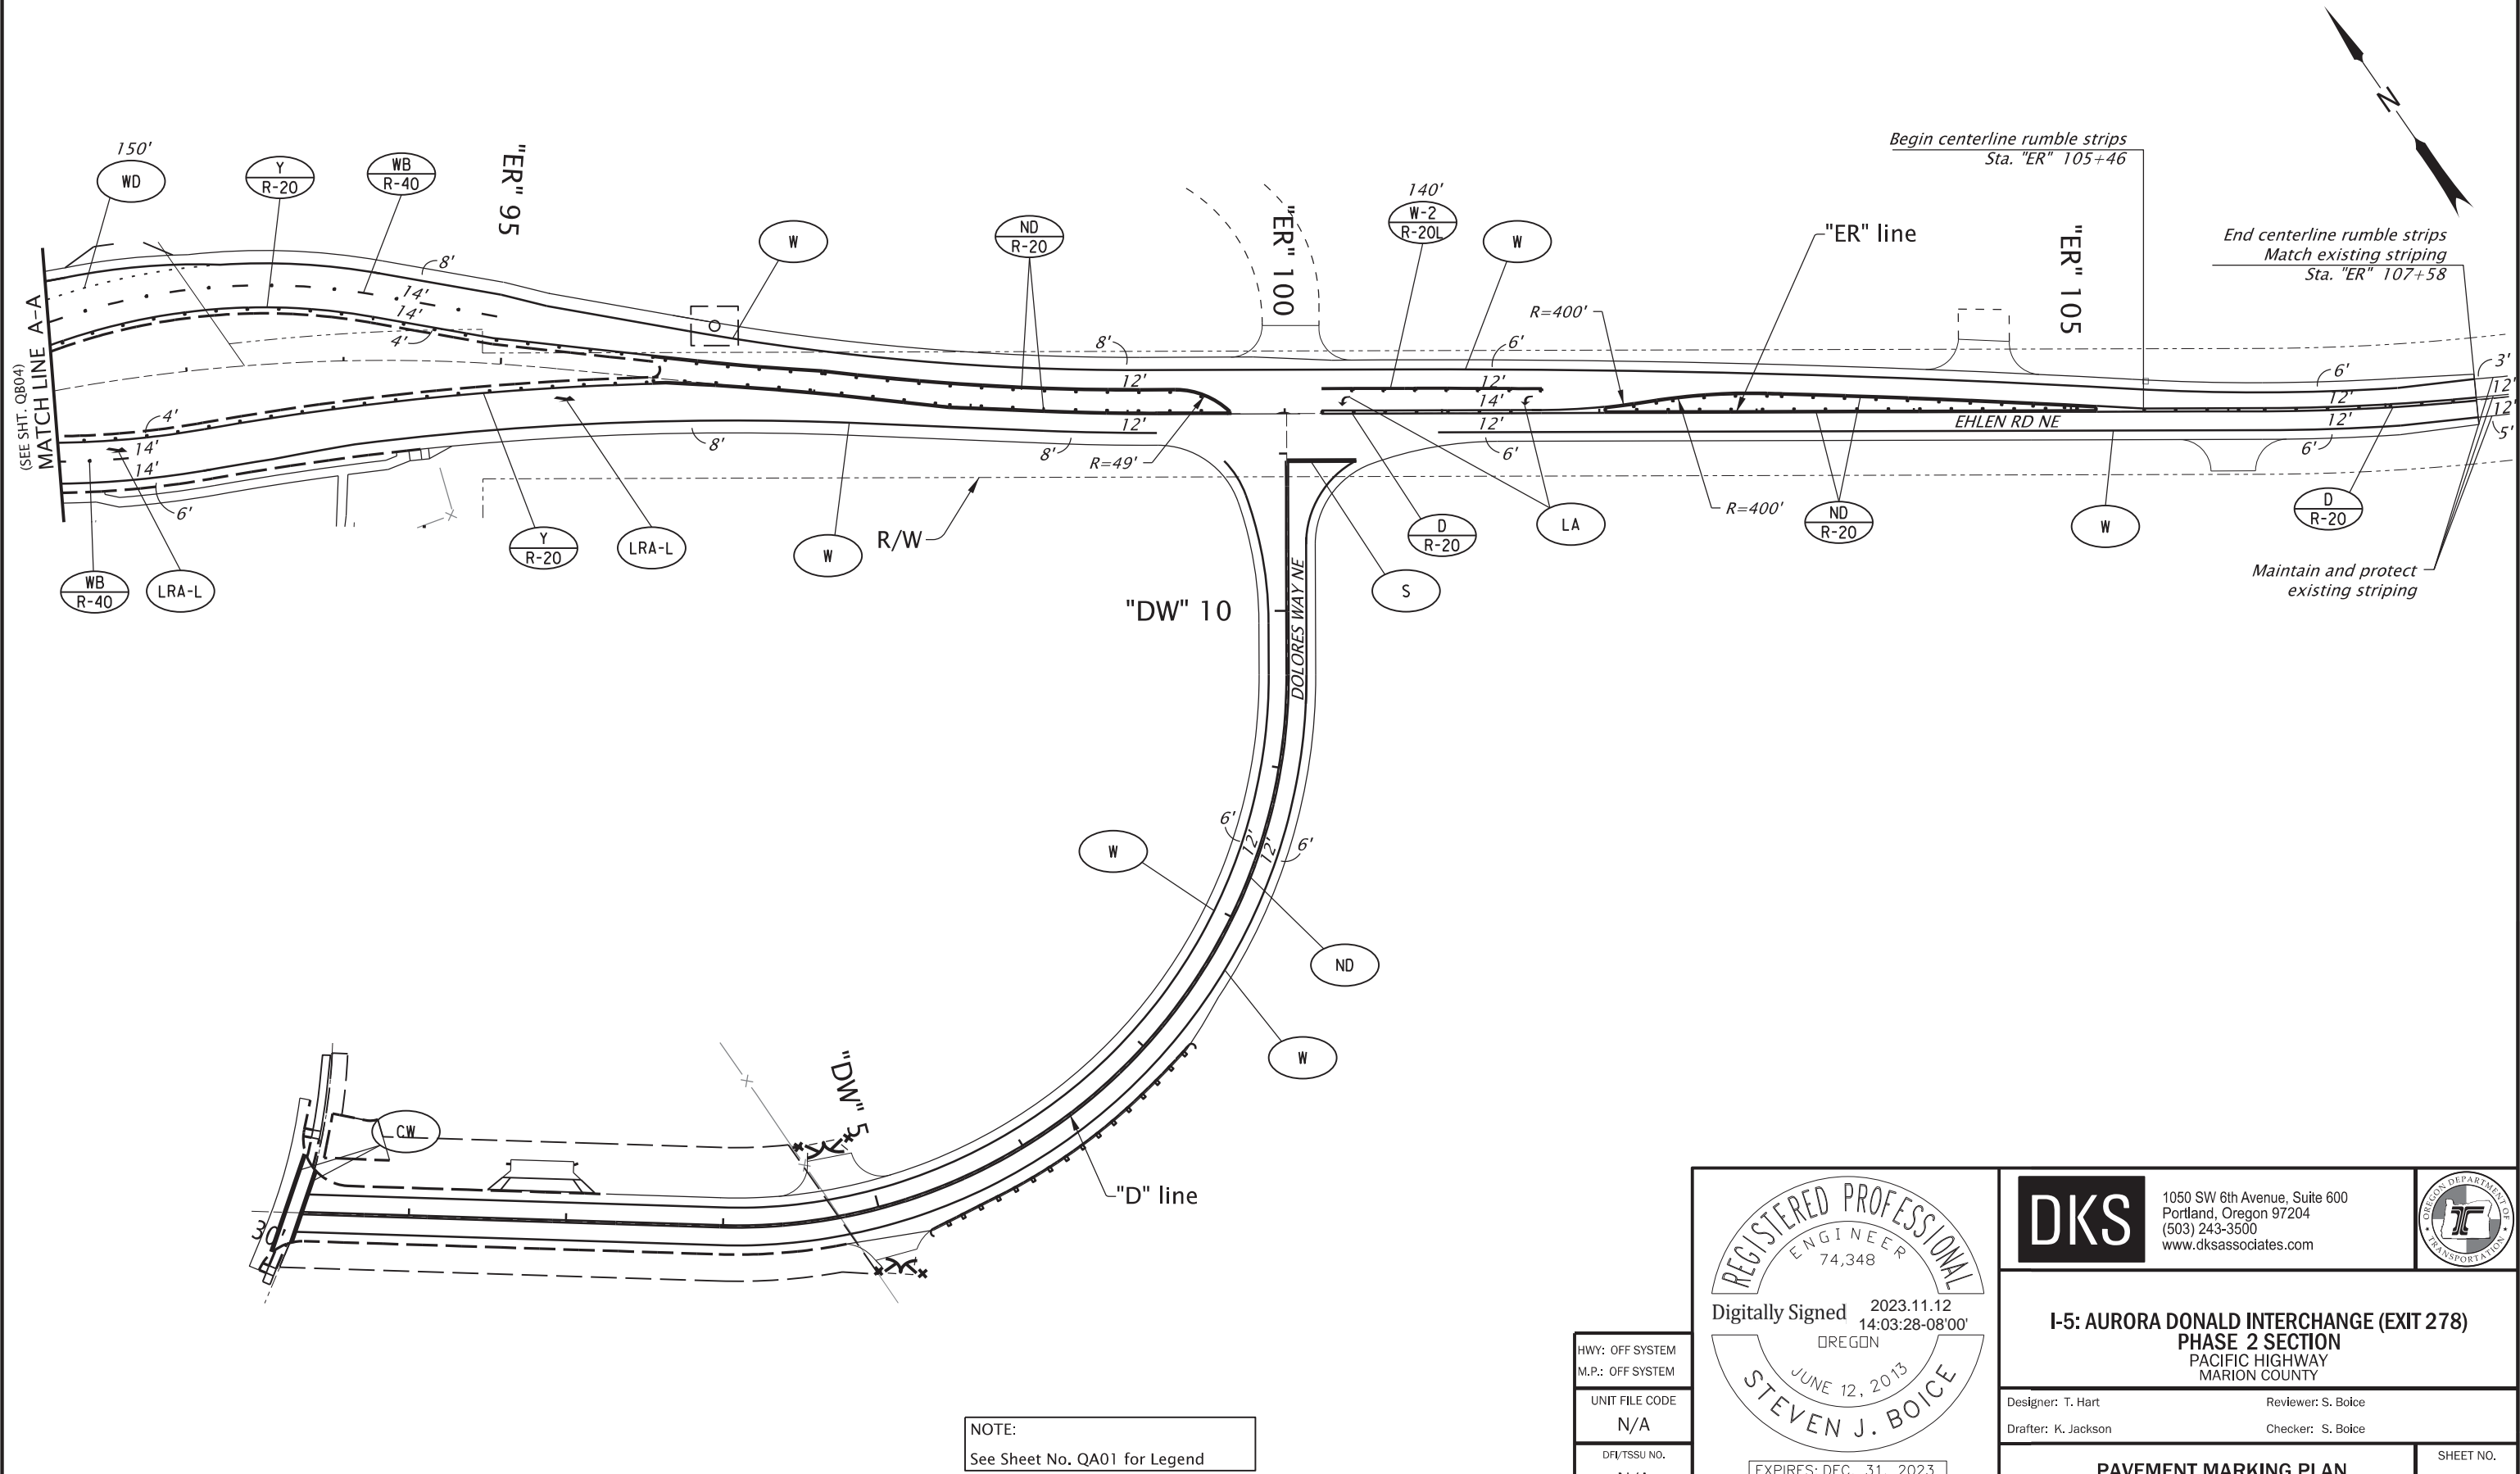 150'
WD
Y
R-20
WB
R-40
"ER" 95
W
ND
R-20
"ER" 100
140'
W-2
R-20L
W
"ER" line
Begin centerline rumble strips
Sta. "ER" 105+46
"ER" 105
N
End centerline rumble strips
Match existing striping
Sta. "ER" 107+58
(SEE SHT. QB04)
MATCH LINE A-A
8'
14'
14'
4'
4'
14'
14'
6'
8'
8'
12'
12'
8'
R=49'
6'
12'
14'
12'
6'
R=400'
R=400'
EHLEN RD NE
6'
12'
12'
6'
3'
12'
12'
5'
WB
R-40
LRA-L
Y
R-20
LRA-L
W
R/W
D
R-20
LA
S
ND
R-20
W
D
R-20
Maintain and protect
existing striping
"DW" 10
DOLORES WAY NE
6'
12'
12'
6'
W
ND
W
"DW" 5
CW
30
"D" line
NOTE:
See Sheet No. QA01 for Legend
HWY: OFF SYSTEM
M.P.: OFF SYSTEM
UNIT FILE CODE
N/A
DFI/TSSU NO.
REGISTERED PROFESSIONAL
ENGINEER
74,348
Digitally Signed
2023.11.12
14:03:28-08'00'
OREGON
JUNE 12, 2013
STEVEN J. BOICE
EXPIRES: DEC. 31, 2023
DKS
1050 SW 6th Avenue, Suite 600
Portland, Oregon 97204
(503) 243-3500
www.dksassociates.com
OREGON DEPARTMENT OF
TRANSPORTATION
I-5: AURORA DONALD INTERCHANGE (EXIT 278)
PHASE 2 SECTION
PACIFIC HIGHWAY
MARION COUNTY
Designer: T. Hart
Reviewer: S. Boice
Drafter: K. Jackson
Checker: S. Boice
PAVEMENT MARKING PLAN
SHEET NO.